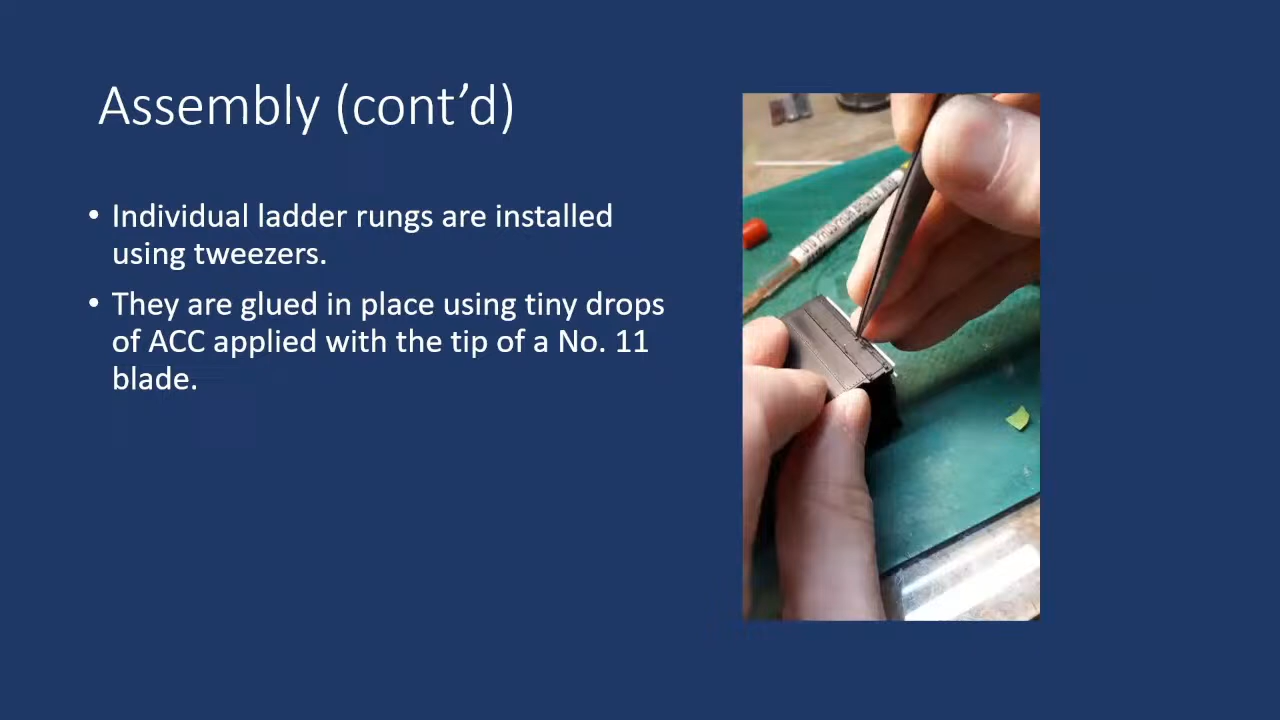 Assembly (cont’d)
• Individual ladder rungs are installed
using tweezers.
• They are glued in place using tiny drops
of ACC applied with the tip of a No. 11
blade.